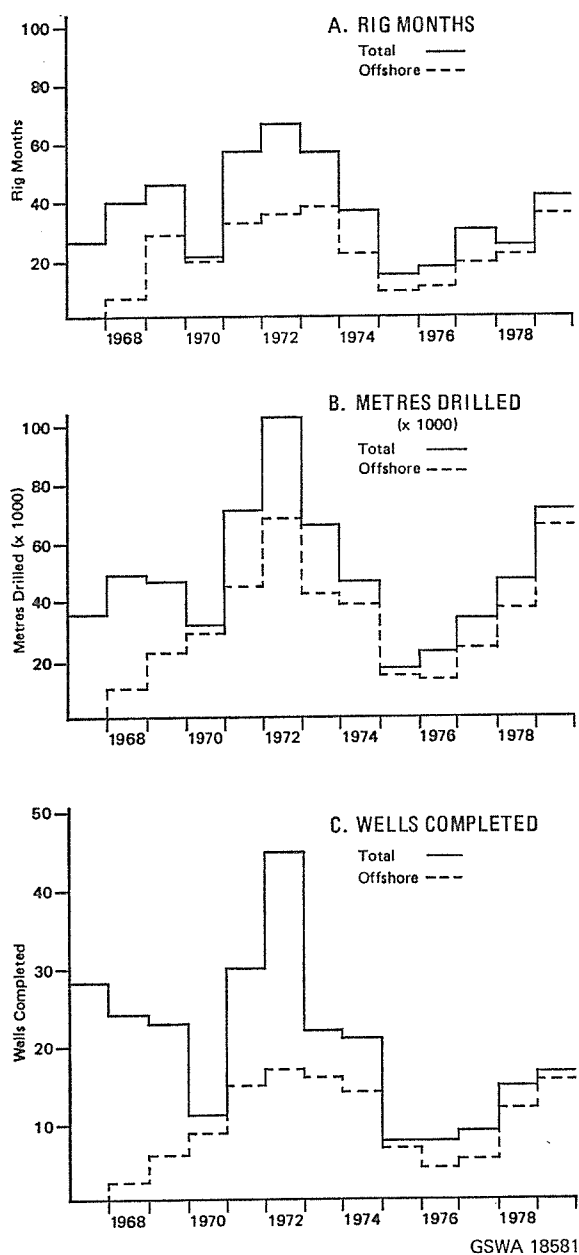 A. RIG MONTHS
Total
Offshore
100
80
60
40
20
Rig Months
1968 1970 1972 1974 1976 1978
B. METRES DRILLED
(x 1000)
Total
Offshore
100
80
60
40
20
Metres Drilled (x 1000)
1968 1970 1972 1974 1976 1978
C. WELLS COMPLETED
Total
Offshore
50
40
30
20
10
Wells Completed
1968 1970 1972 1974 1976 1978
GSWA 18581